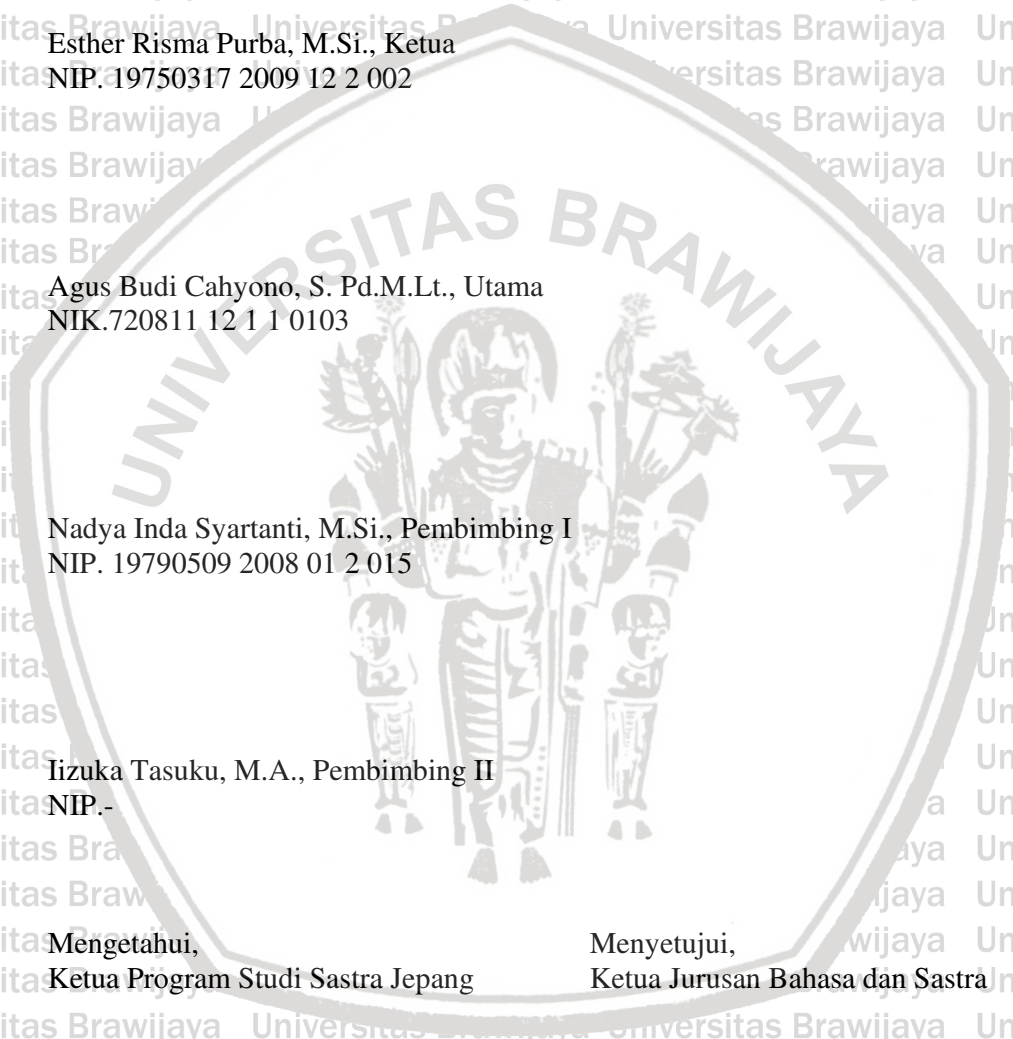 Esther Risma Purba, M.Si., Ketua
NIP. 19750317 2009 12 2 002
UNIVERSITAS BRAWIJAYA
Agus Budi Cahyono, S. Pd.M.Lt., Utama
NIK.720811 12 1 1 0103
Nadya Inda Syartanti, M.Si., Pembimbing I
NIP. 19790509 2008 01 2 015
Iizuka Tasuku, M.A., Pembimbing II
NIP.-
Mengetahui, Menyetujui,
Ketua Program Studi Sastra Jepang Ketua Jurusan Bahasa dan Sastra